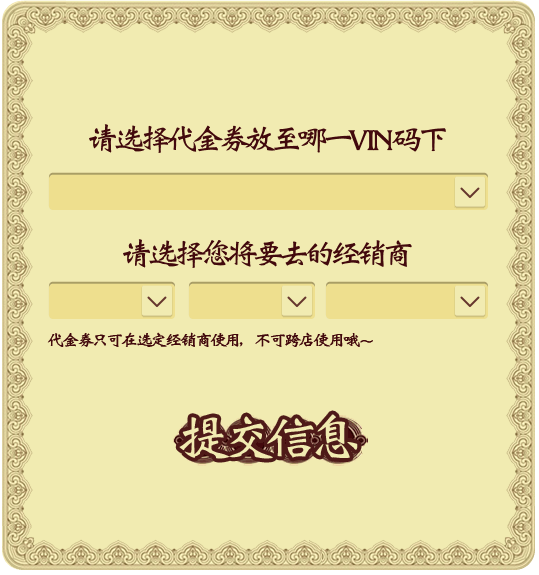 请选择代金券放至哪一VIN码下
请选择您将要去的经销商
代金券只可在选定经销商使用，不可跨店使用哦～
提交信息